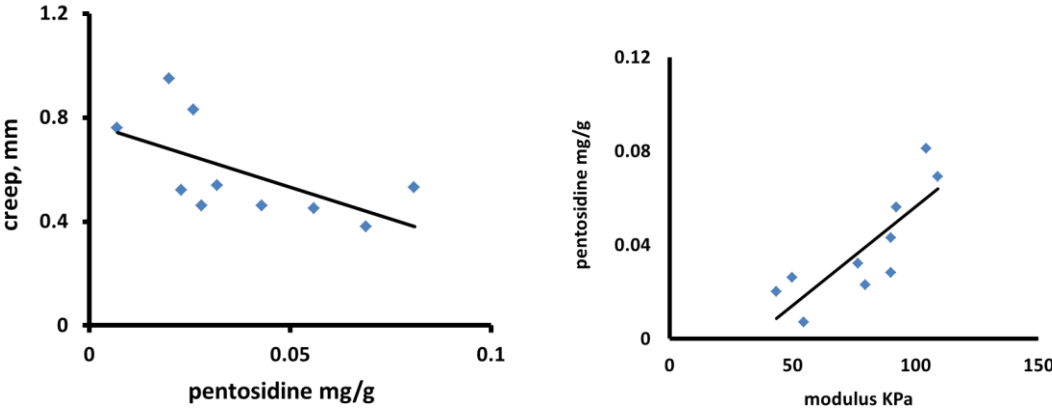 1.2
0.8
0.4
0
creep, mm
0 0.05 0.1
pentosidine mg/g
0.12
0.08
0.04
0
pentosidine mg/g
0 50 100 150
modulus KPa